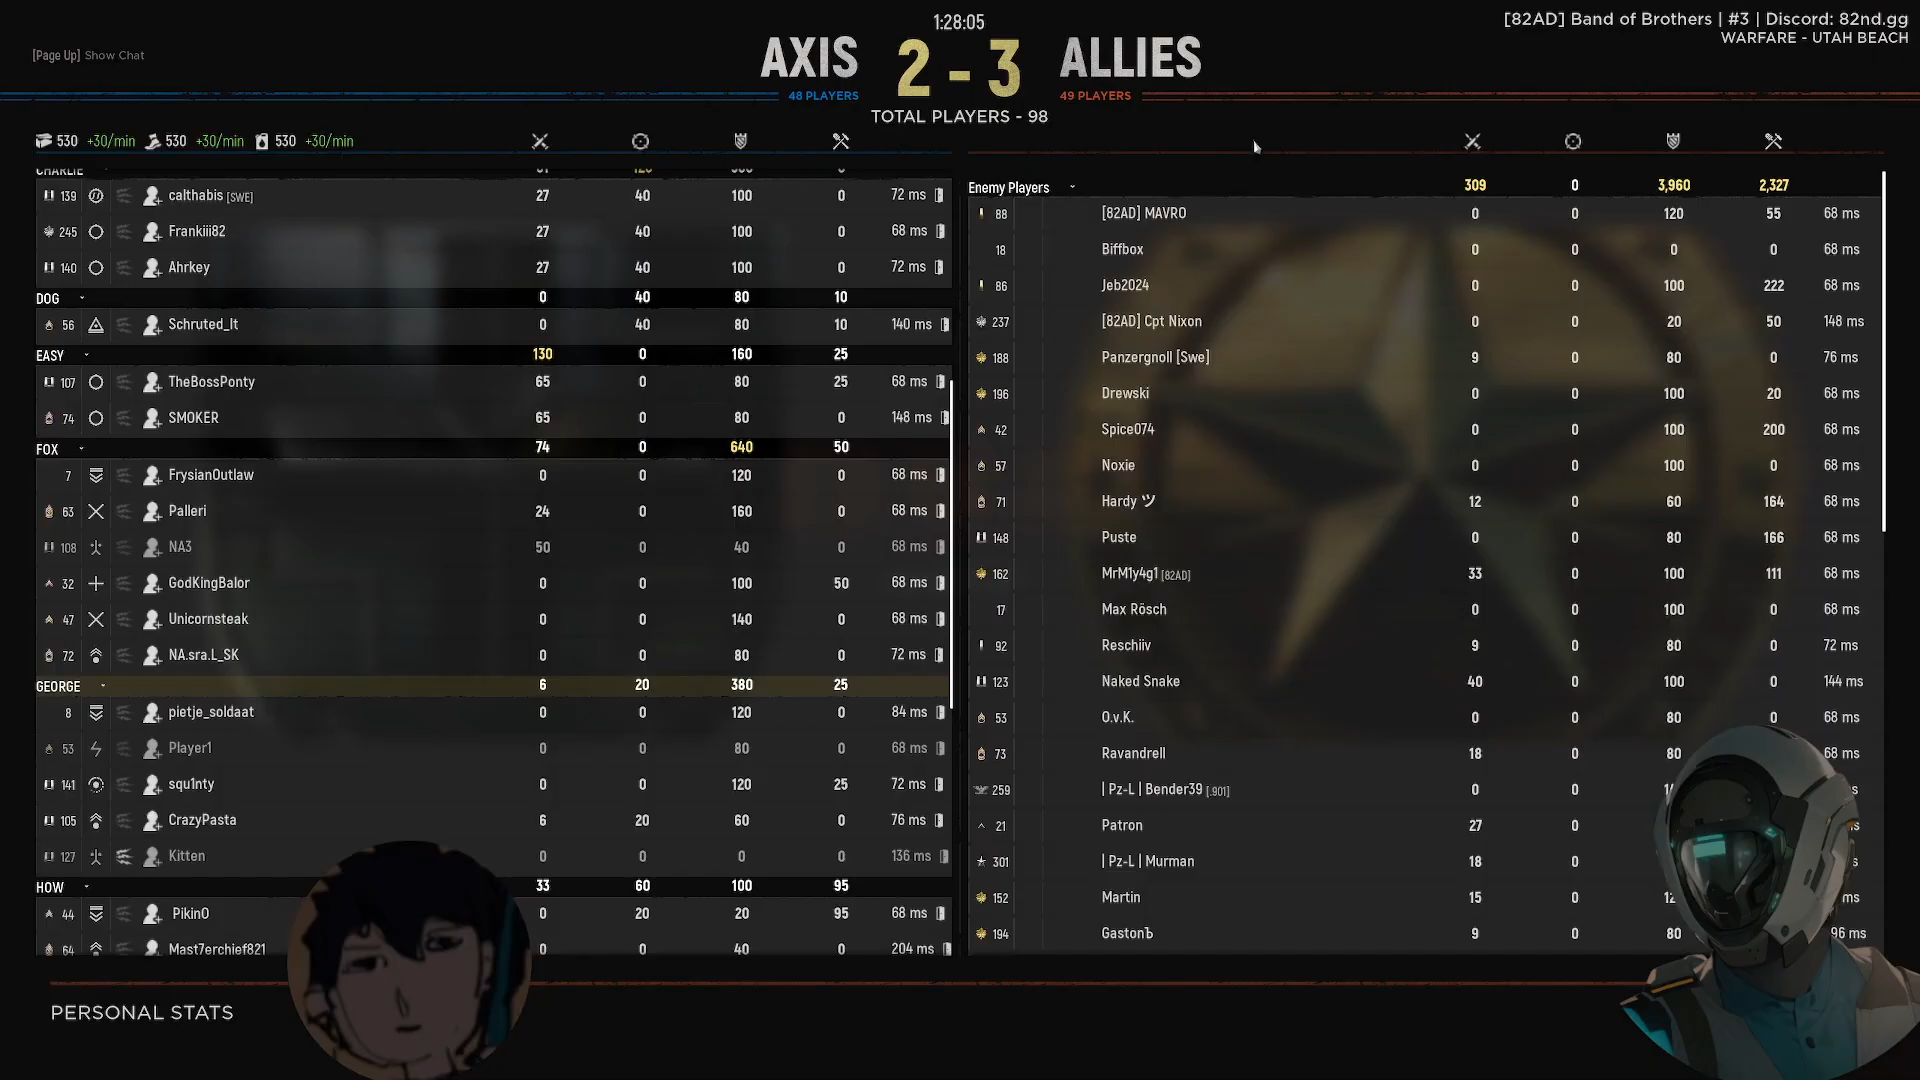 1:28:05
[82AD] Band of Brothers | #3 | Discord: 82nd.gg
WARFARE - UTAH BEACH
[Page Up] Show Chat
AXIS 2 - 3 ALLIES
48 PLAYERS 49 PLAYERS
TOTAL PLAYERS - 98
530 +30/min 530 +30/min 530 +30/min
CHARLIE
139 calthabis [SWE] 27 40 100 0 72 ms
245 Frankiii82 27 40 100 0 68 ms
140 Ahrkey 27 40 100 0 72 ms
DOG 0 40 80 10
56 Schruted_It 0 40 80 10 140 ms
EASY 130 0 160 25
107 TheBossPonty 65 0 80 25 68 ms
74 SMOKER 65 0 80 0 148 ms
FOX 74 0 640 50
7 FrysianOutlaw 0 0 120 0 68 ms
63 Palleri 24 0 160 0 68 ms
108 NA3 50 0 40 0 68 ms
32 GodKingBalor 0 0 100 50 68 ms
47 Unicornsteak 0 0 140 0 68 ms
72 NA.sra.L_SK 0 0 80 0 72 ms
GEORGE 6 20 380 25
8 pietje_soldaat 0 0 120 0 84 ms
53 Player1 0 0 80 0 68 ms
141 squ1nty 0 0 120 25 72 ms
105 CrazyPasta 6 20 60 0 76 ms
127 Kitten 0 0 0 0 136 ms
HOW 33 60 100 95
44 PikinO 0 20 20 95 68 ms
64 Mast7erchief821 0 0 40 0 204 ms
Enemy Players 309 0 3,960 2,327
88 [82AD] MAVRO 0 0 120 55 68 ms
18 Biffbox 0 0 0 0 68 ms
86 Jeb2024 0 0 100 222 68 ms
237 [82AD] Cpt Nixon 0 0 20 50 148 ms
188 Panzergnoll [Swe] 9 0 80 0 76 ms
196 Drewski 0 0 100 20 68 ms
42 Spice074 0 0 100 200 68 ms
57 Noxie 0 0 100 0 68 ms
71 Hardy ツ 12 0 60 164 68 ms
148 Puste 0 0 80 166 68 ms
162 MrM1y4g1 [82AD] 33 0 100 111 68 ms
17 Max Rösch 0 0 100 0 68 ms
92 Reschiiv 9 0 80 0 72 ms
123 Naked Snake 40 0 100 0 144 ms
53 O.v.K. 0 0 80 0 68 ms
73 Ravandrell 18 0 80 68 ms
259 | Pz-L | Bender39 [.901] 0 0
21 Patron 27 0
301 | Pz-L | Murman 18 0
152 Martin 15 0 ms
194 GastonЪ 9 0 80 96 ms
PERSONAL STATS